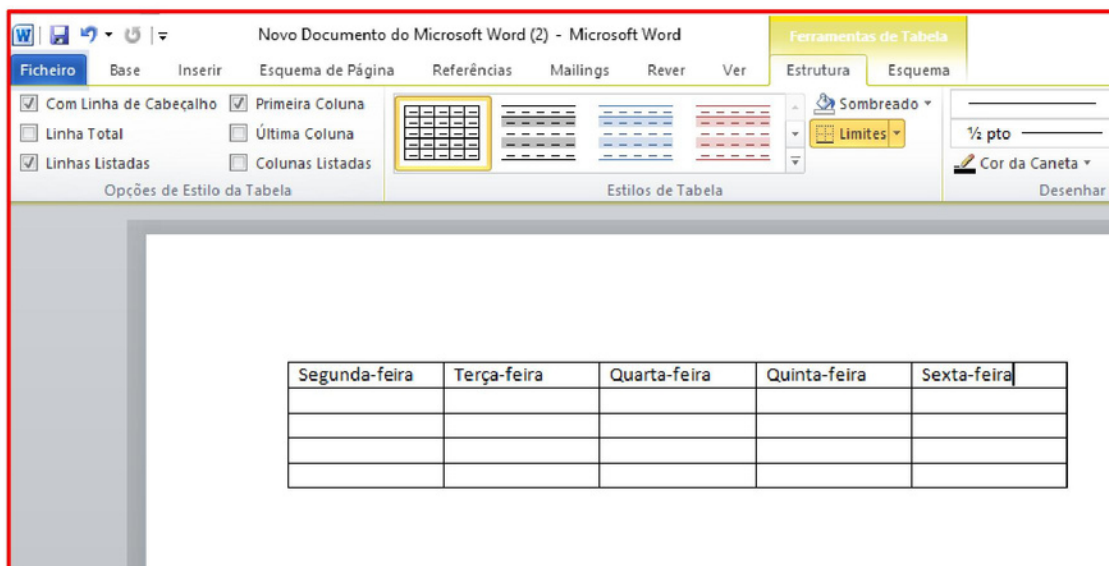 Novo Documento do Microsoft Word (2) - Microsoft Word
Ferramentas de Tabela
Ficheiro Base Inserir Esquema de Página Referências Mailings Rever Ver Estrutura Esquema
Com Linha de Cabeçalho Primeira Coluna
Linha Total Última Coluna
Linhas Listadas Colunas Listadas
Opções de Estilo da Tabela
Sombreado
Limites
Estilos de Tabela
½ pto
Cor da Caneta
Desenhar
Segunda-feira Terça-feira Quarta-feira Quinta-feira Sexta-feira